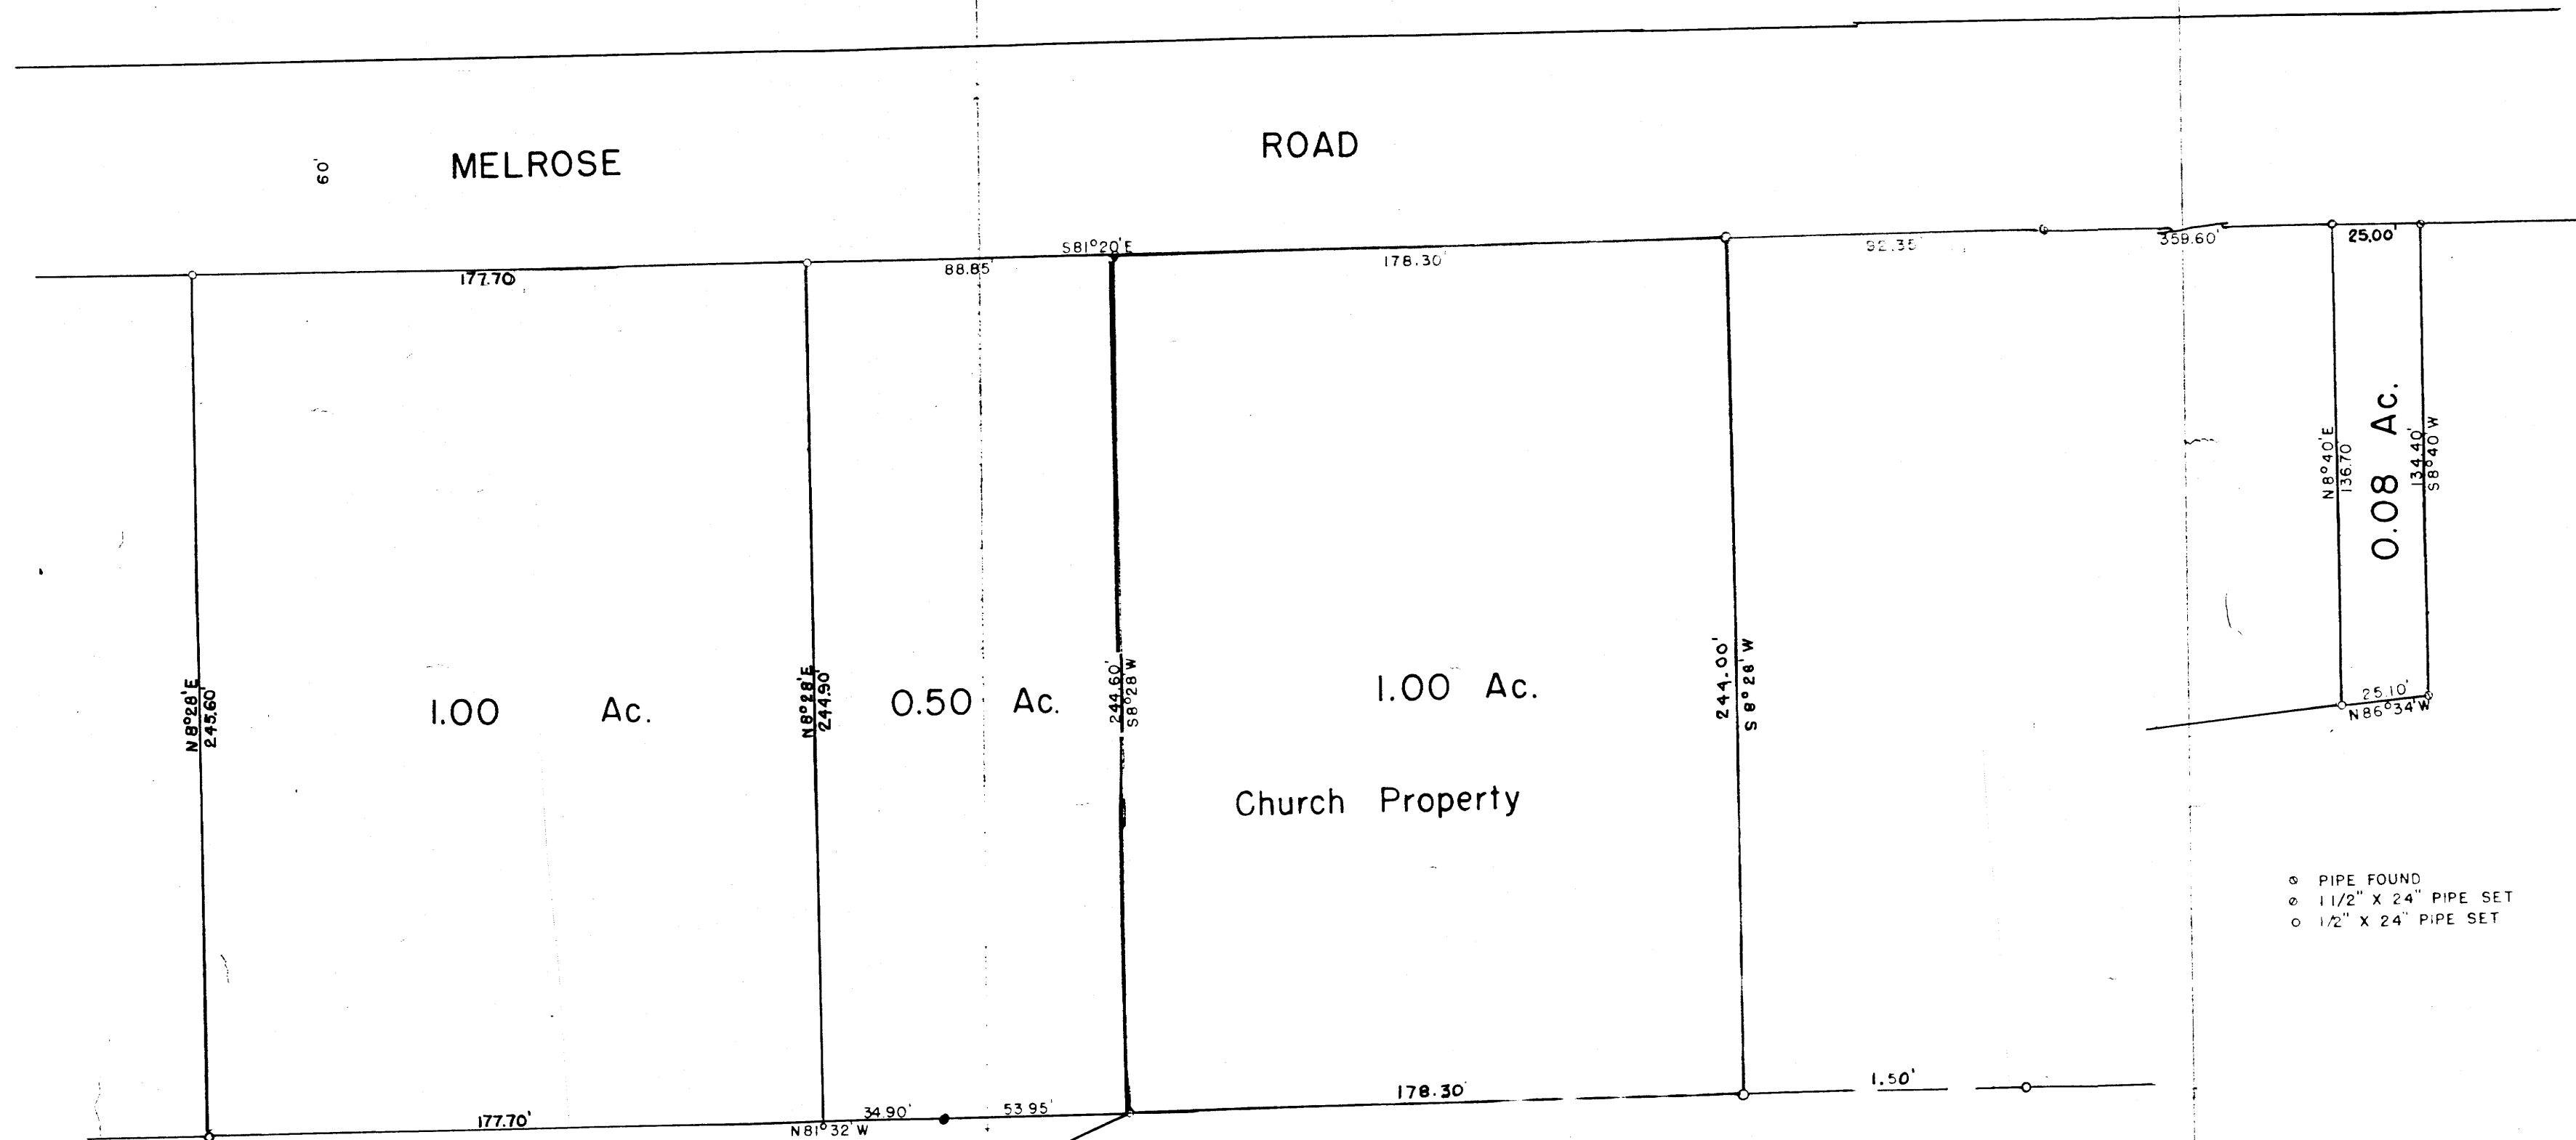 60'
MELROSE ROAD
S81°20'E
177.70
88.85'
178.30'
92.35'
359.60'
25.00'
N8°28'E
245.60'
1.00 Ac.
N8°28'E
244.90'
0.50 Ac.
244.60'
S8°28'W
1.00 Ac.
Church Property
244.00'
S8°28'W
N8°40'E
136.70'
0.08 Ac.
134.40'
S8°40'W
25.10'
N86°34'W
PIPE FOUND
1 1/2" X 24" PIPE SET
1/2" X 24" PIPE SET
177.70'
34.90'
53.95'
N81°32'W
178.30'
1.50'